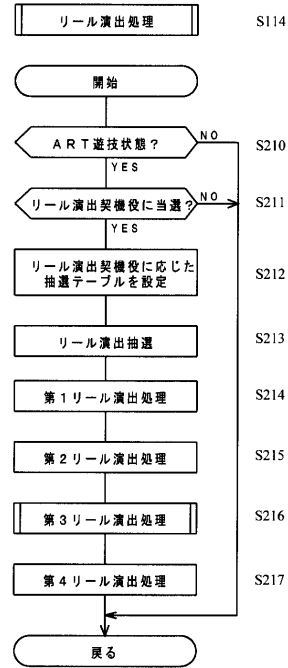 リール演出処理 S114
開始
ART遊技状態? NO S210
YES
リール演出契機役に当選? NO S211
YES
リール演出契機役に応じた
抽選テーブルを設定 S212
リール演出抽選 S213
第1リール演出処理 S214
第2リール演出処理 S215
第3リール演出処理 S216
第4リール演出処理 S217
戻る